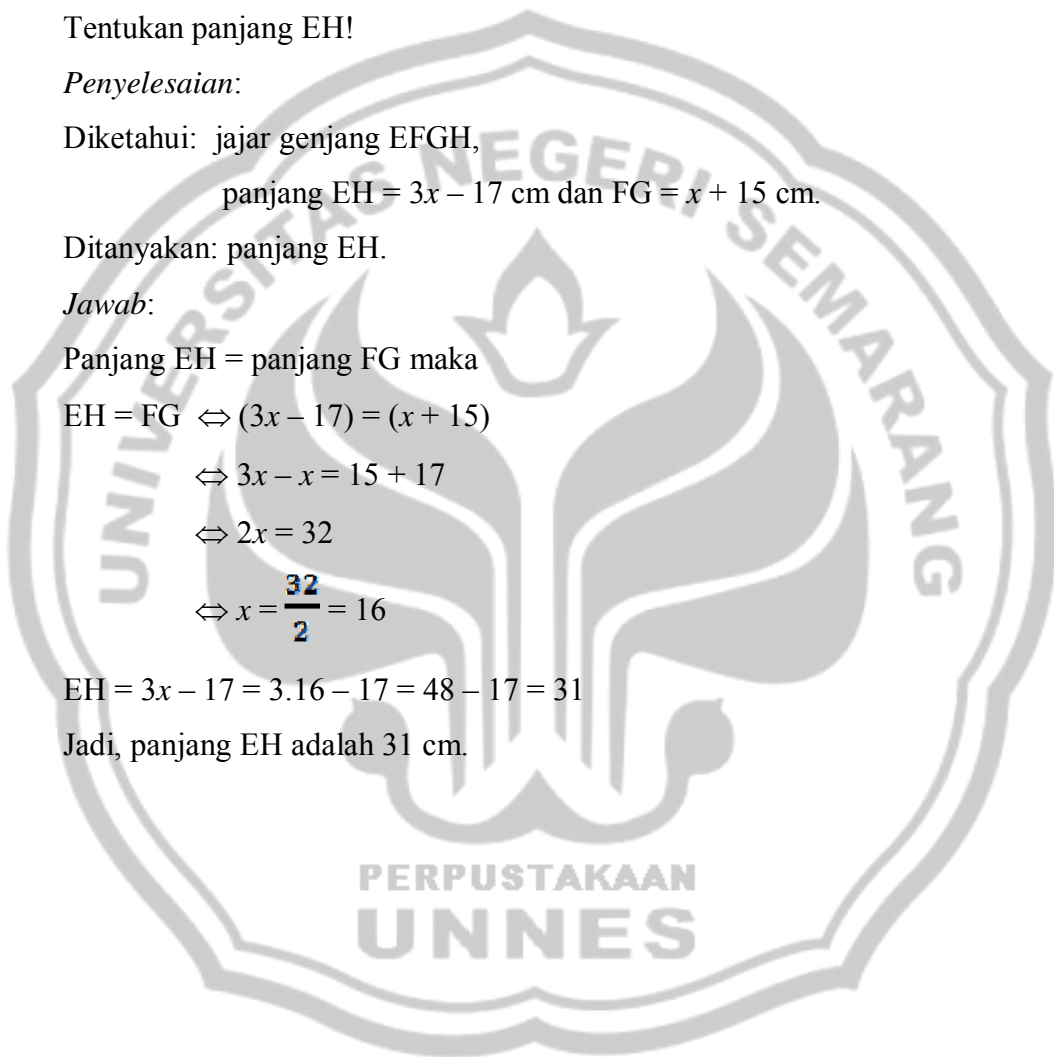 Tentukan panjang EH!
Penyelesaian:
Diketahui: jajar genjang EFGH,
panjang EH = 3x – 17 cm dan FG = x + 15 cm.
Ditanyakan: panjang EH.
Jawab:
Panjang EH = panjang FG maka
EH = FG ⇔ (3x – 17) = (x + 15)
⇔ 3x – x = 15 + 17
⇔ 2x = 32
⇔ x = 32/2 = 16
EH = 3x – 17 = 3.16 – 17 = 48 – 17 = 31
Jadi, panjang EH adalah 31 cm.
UNIVERSITAS NEGERI SEMARANG
PERPUSTAKAAN
UNNES